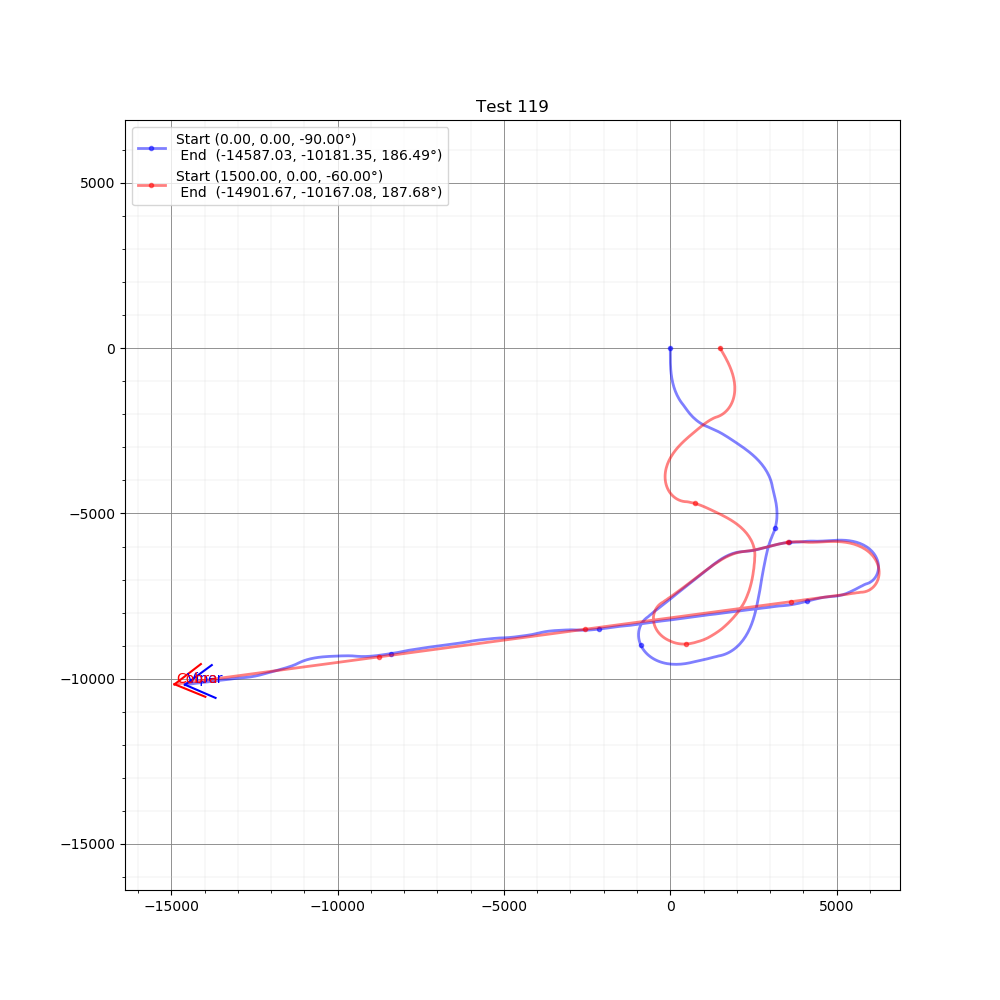 Test 119
Start (0.00, 0.00, -90.00°)
End (-14587.03, -10181.35, 186.49°)
Start (1500.00, 0.00, -60.00°)
End (-14901.67, -10167.08, 187.68°)
5000
0
−5000
−10000
−15000
−15000
−10000
−5000
0
5000